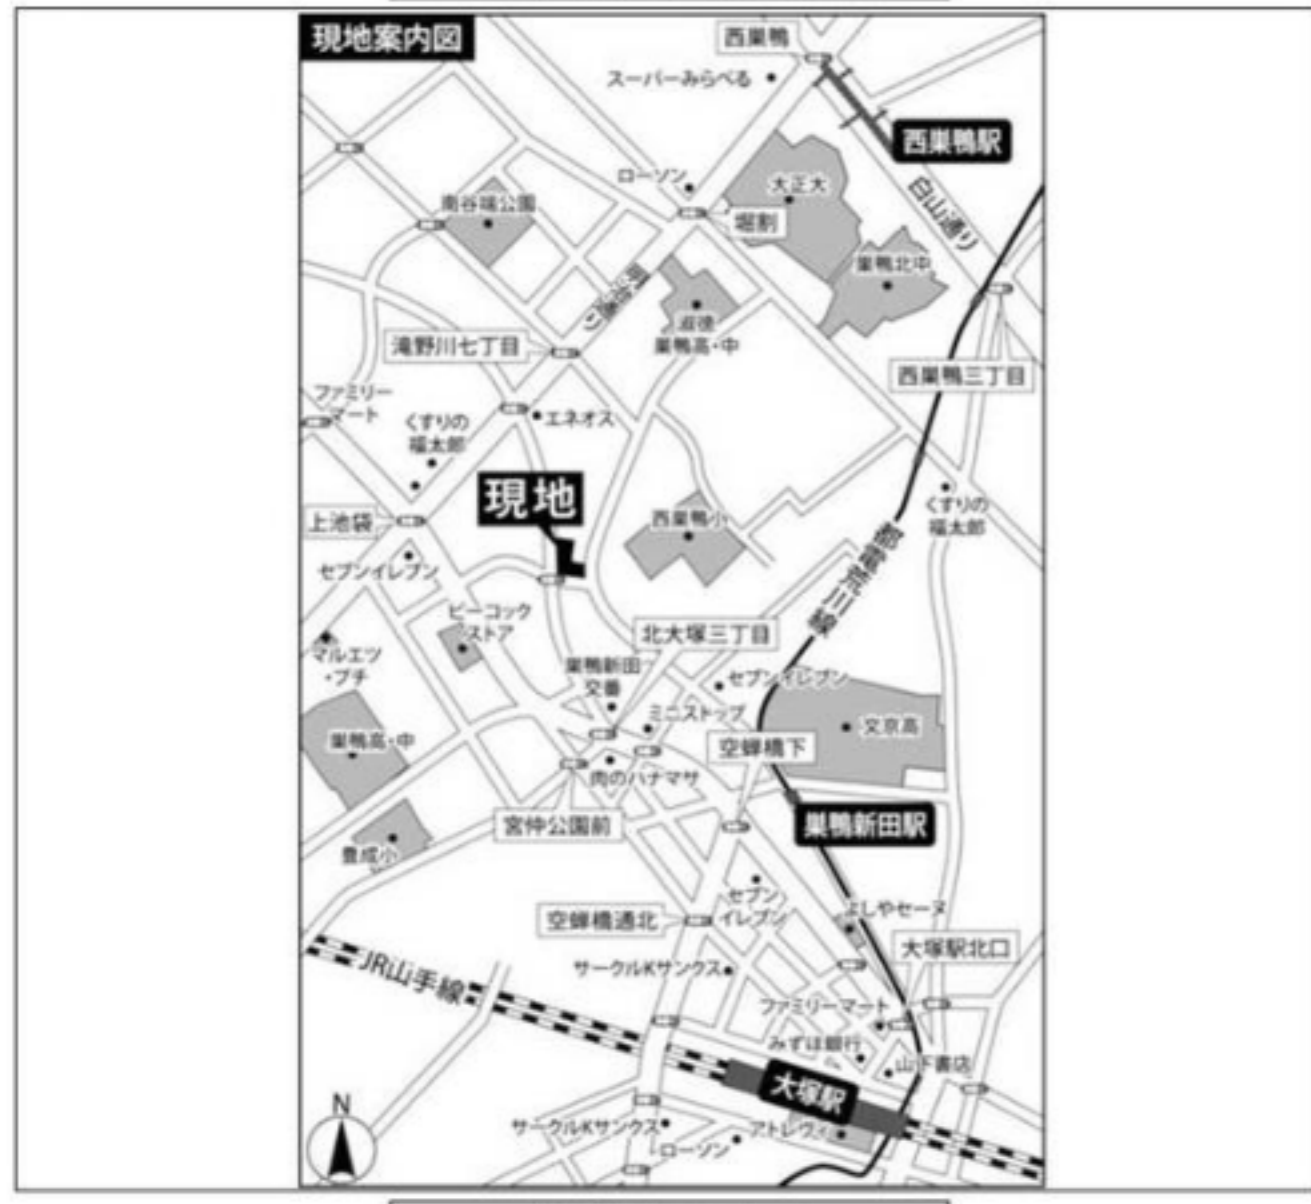 現地案内図
西巣鴨
スーパーみらべる
西巣鴨駅
ローソン
大正大
白山通り
南谷端公園
堀割
巣鴨北中
明治通り
淑徳
巣鴨高・中
滝野川七丁目
西巣鴨三丁目
ファミリー
マート
くすりの
福太郎
エネオス
現地
上池袋
西巣鴨小
くすりの
福太郎
都電荒川線
セブンイレブン
ピーコック
ストア
北大塚三丁目
マルエツ
・プチ
巣鴨新田
交番
セブンイレブン
ミニストップ
文京高
巣鴨高・中
空蝉橋下
肉のハナマサ
宮仲公園前
巣鴨新田駅
豊成小
セブン
イレブン
空蝉橋通北
よしやセーヌ
大塚駅北口
JR山手線
サークルKサンクス
ファミリーマート
みずほ銀行
山下書店
大塚駅
N
サークルKサンクス
アトレヴィ
ローソン